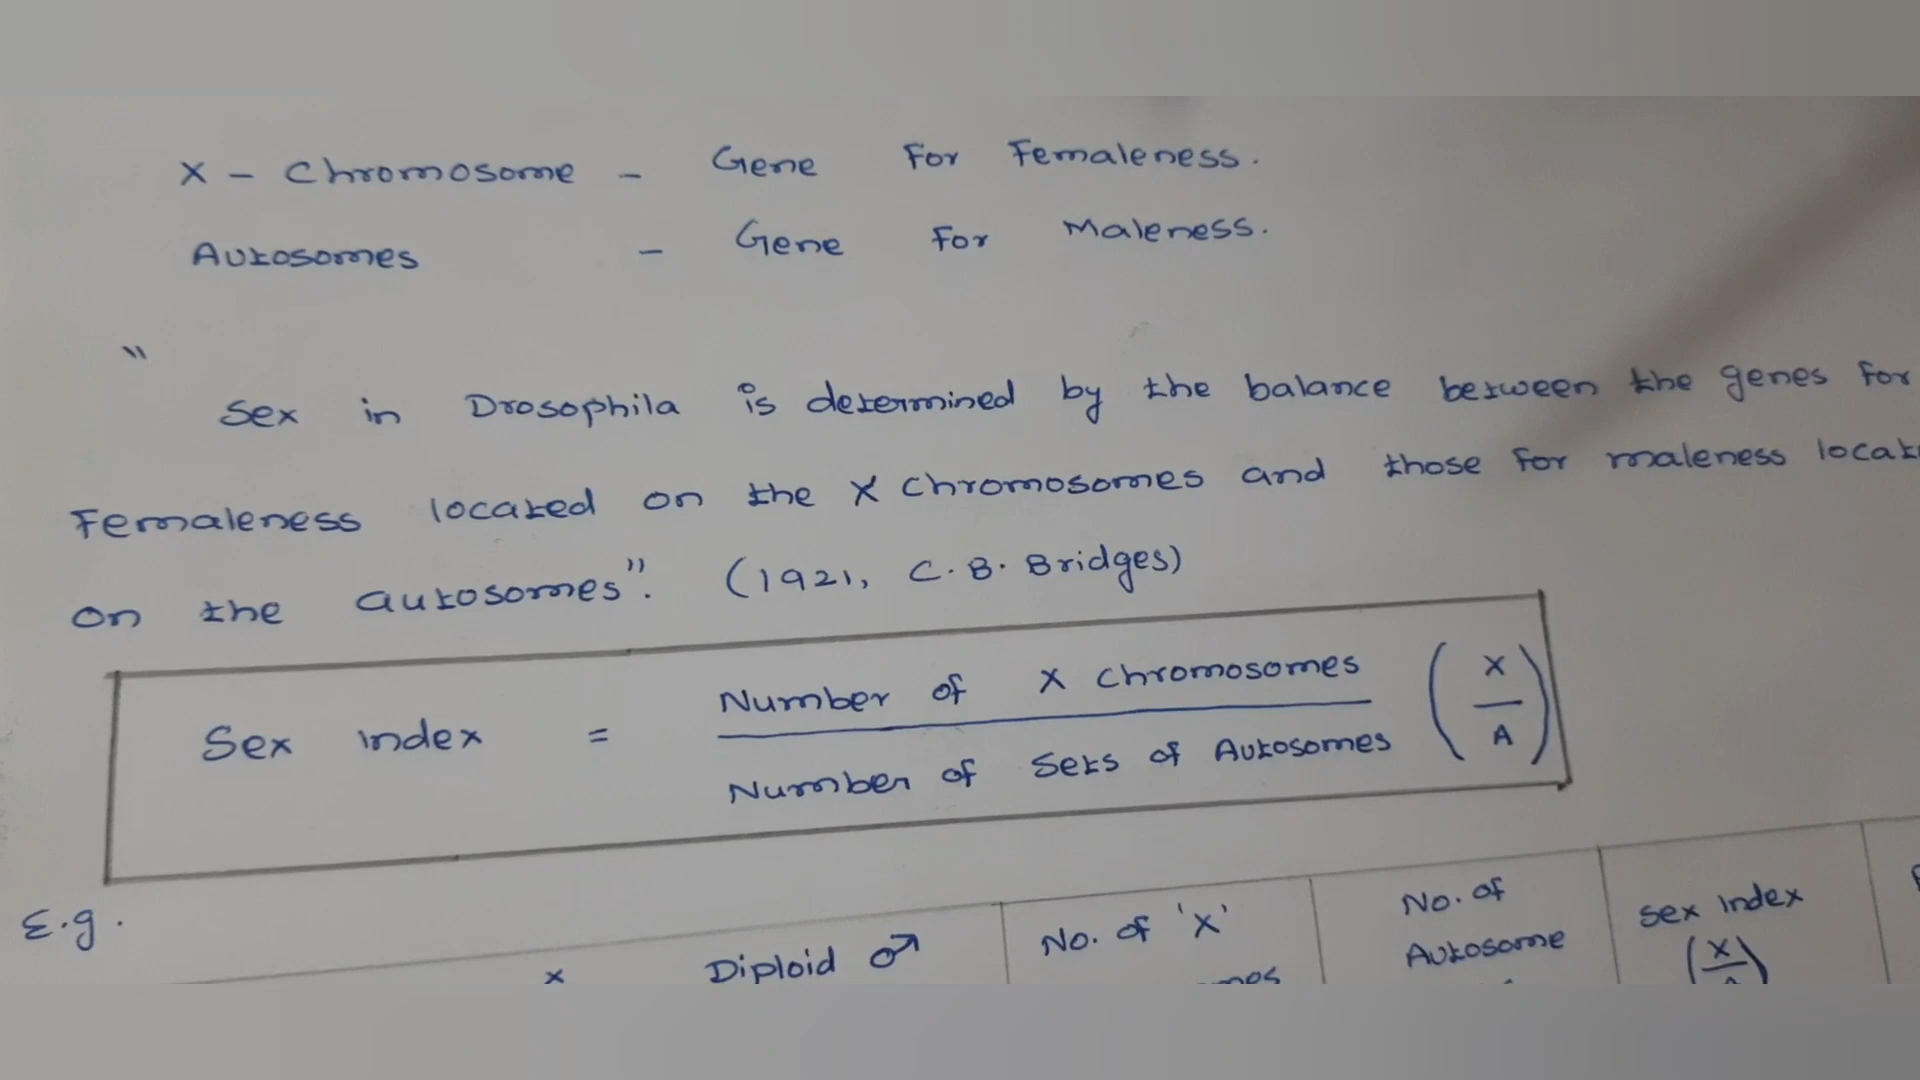 X - Chromosome - Gene For Femaleness.
Autosomes - Gene For Maleness.
"
Sex in Drosophila is determined by the balance between the genes for
Femaleness located on the X chromosomes and those for maleness locat
on the autosomes". (1921, C.B. Bridges)
Sex index = Number of X chromosomes / Number of Sets of Autosomes (X/A)
E.g.
x Diploid ♂ No. of 'X' No. of Autosome Sex index (X